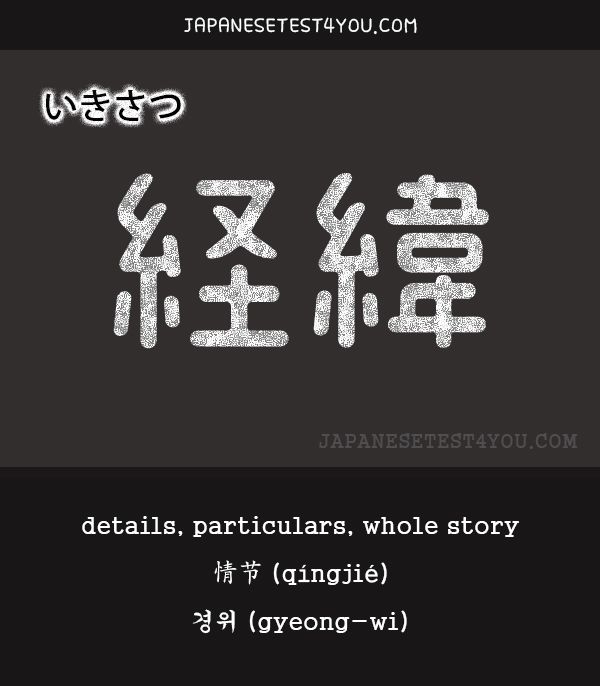 JAPANESETEST4YOU.COM
いきさつ
経緯
JAPANESETEST4YOU.COM
details, particulars, whole story
情节 (qíngjié)
경위 (gyeong-wi)